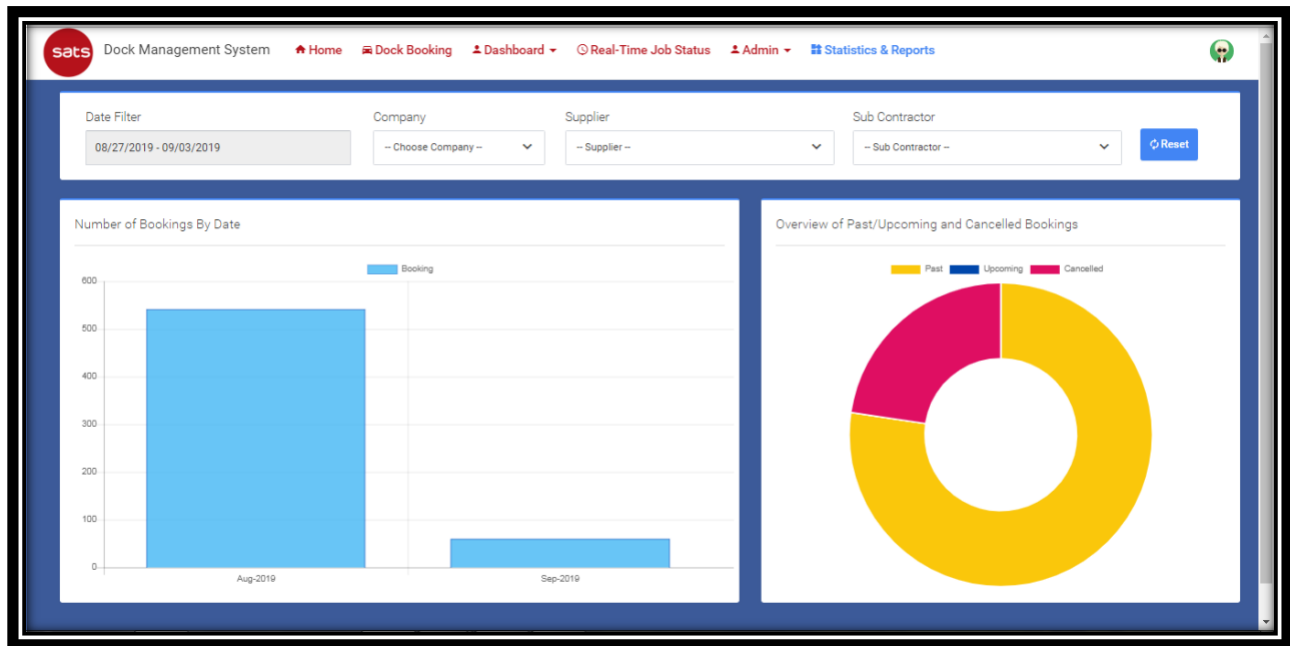 sats Dock Management System Home Dock Booking Dashboard Real-Time Job Status Admin Statistics & Reports
Date Filter Company Supplier Sub Contractor
08/27/2019 - 09/03/2019 -- Choose Company -- -- Supplier -- -- Sub Contractor -- Reset
Number of Bookings By Date
Booking
600
500
400
300
200
100
0
Aug-2019 Sep-2019
Overview of Past/Upcoming and Cancelled Bookings
Past Upcoming Cancelled